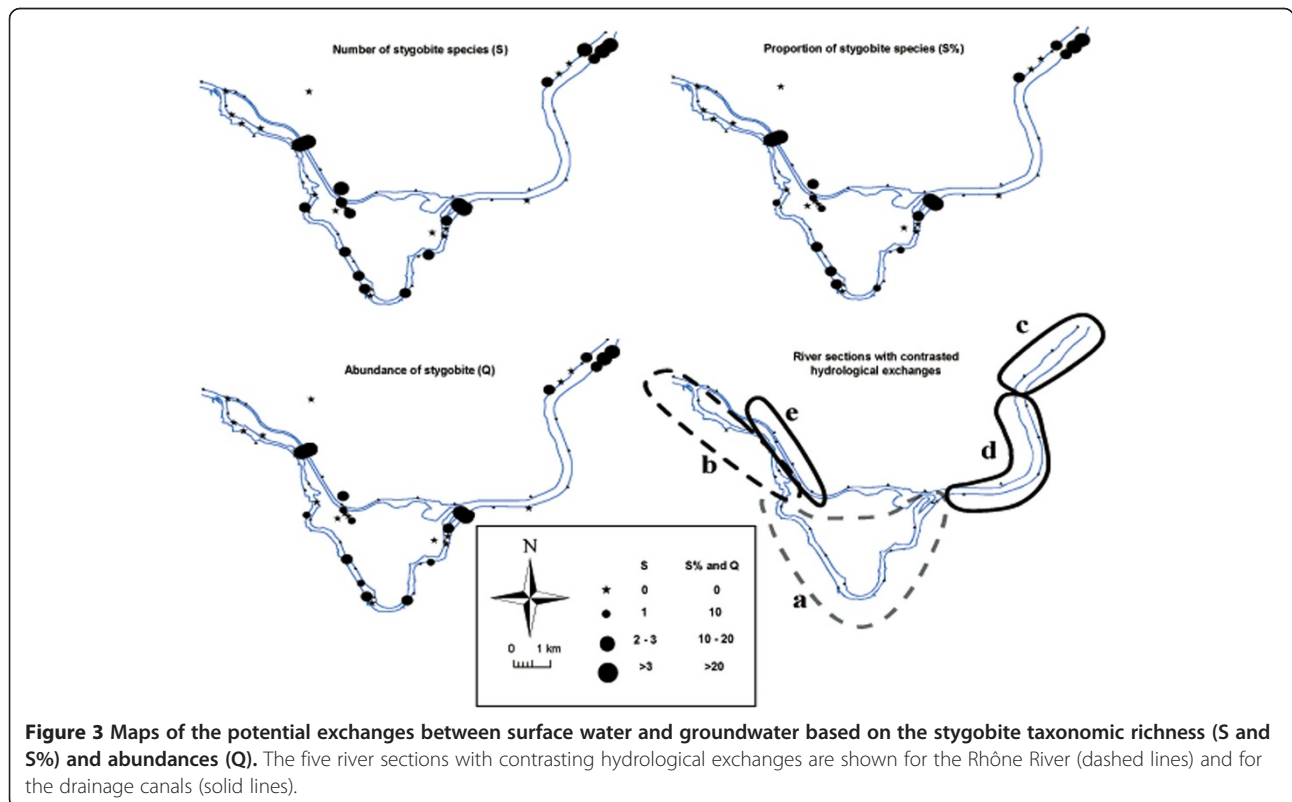 Number of stygobite species (S)
Proportion of stygobite species (S%)
Abundance of stygobite (Q)
River sections with contrasted
hydrological exchanges
c
e
d
b
a
N
0 1 km
S S% and Q
0 0
1 10
2 - 3 10 - 20
>3 >20
Figure 3 Maps of the potential exchanges between surface water and groundwater based on the stygobite taxonomic richness (S and
S%) and abundances (Q). The five river sections with contrasting hydrological exchanges are shown for the Rhône River (dashed lines) and for
the drainage canals (solid lines).